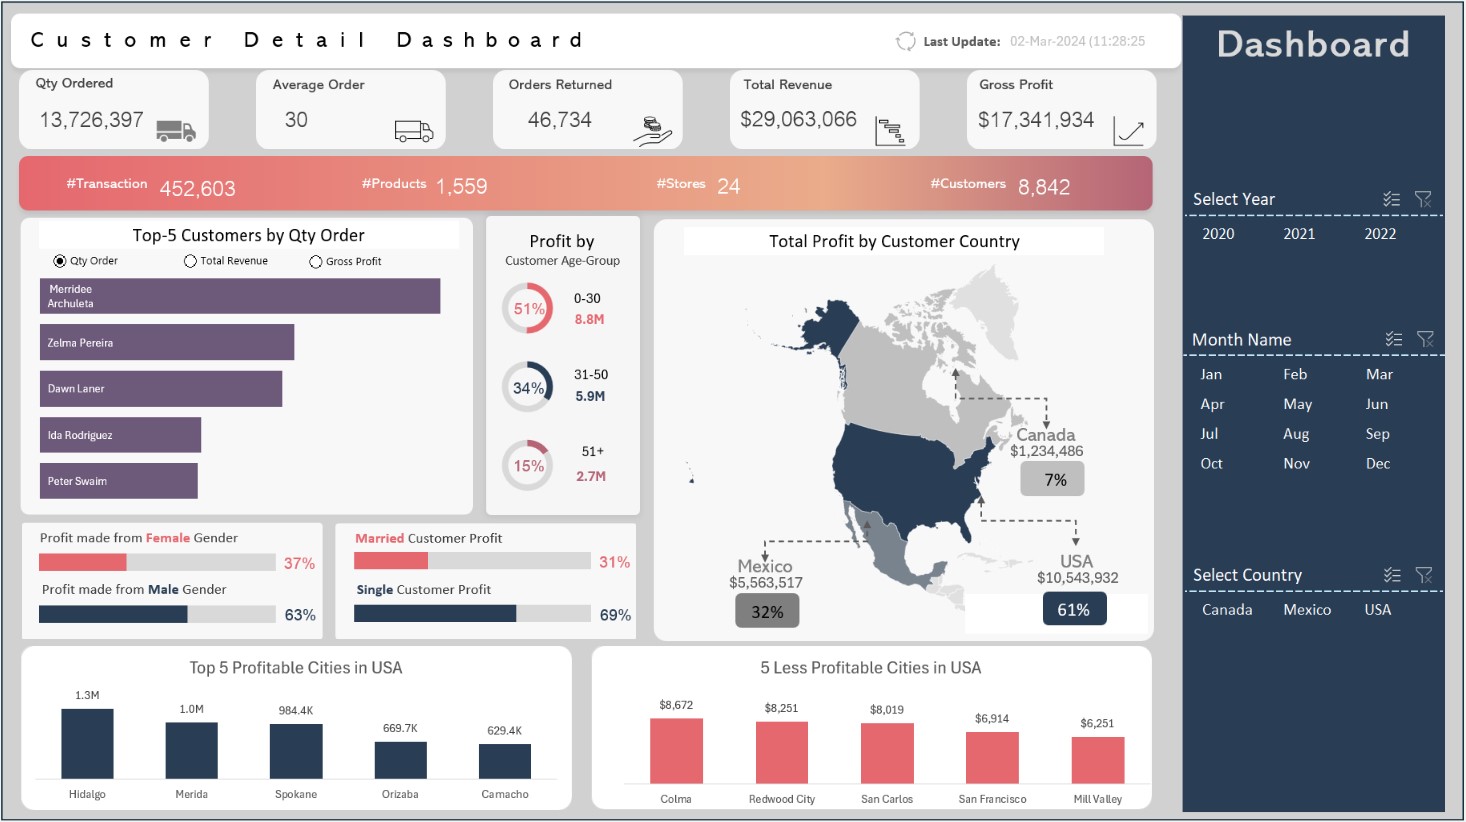 Customer Detail Dashboard
Last Update: 02-Mar-2024 (11:28:25
Dashboard
Qty Ordered
13,726,397
Average Order
30
Orders Returned
46,734
Total Revenue
$29,063,066
Gross Profit
$17,341,934
#Transaction 452,603
#Products 1,559
#Stores 24
#Customers 8,842
Top-5 Customers by Qty Order
Qty Order Total Revenue Gross Profit
Merridee
Archuleta
Zelma Pereira
Dawn Laner
Ida Rodriguez
Peter Swaim
Profit by
Customer Age-Group
51%
0-30
8.8M
34%
31-50
5.9M
15%
51+
2.7M
Total Profit by Customer Country
Canada
$1,234,486
7%
Mexico
$5,563,517
32%
USA
$10,543,932
61%
Profit made from Female Gender
37%
Profit made from Male Gender
63%
Married Customer Profit
31%
Single Customer Profit
69%
Top 5 Profitable Cities in USA
1.3M
1.0M
984.4K
669.7K
629.4K
Hidalgo
Merida
Spokane
Orizaba
Camacho
5 Less Profitable Cities in USA
$8,672
$8,251
$8,019
$6,914
$6,251
Colma
Redwood City
San Carlos
San Francisco
Mill Valley
Select Year
2020 2021 2022
Month Name
Jan Feb Mar
Apr May Jun
Jul Aug Sep
Oct Nov Dec
Select Country
Canada Mexico USA